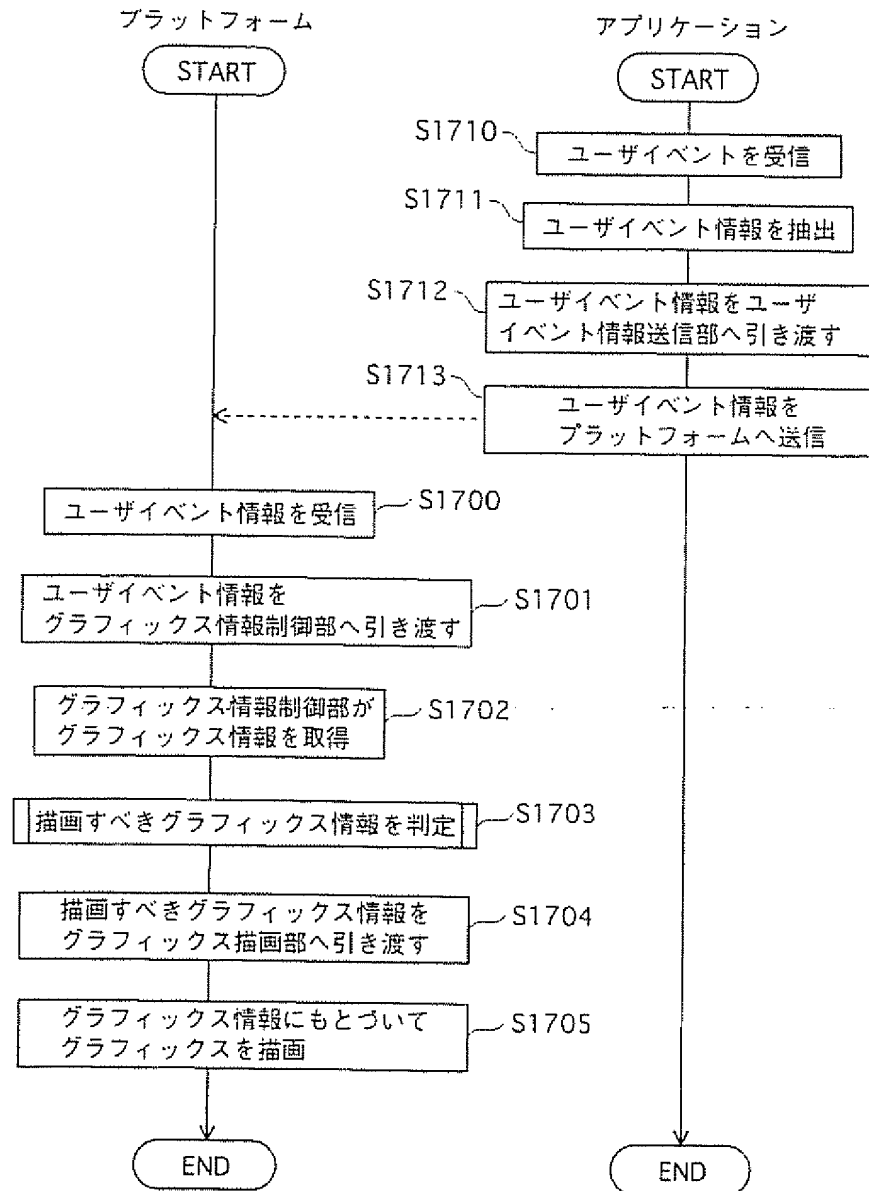 プラットフォーム
START
アプリケーション
START
S1710
ユーザイベントを受信
S1711
ユーザイベント情報を抽出
S1712
ユーザイベント情報をユーザ
イベント情報送信部へ引き渡す
S1713
ユーザイベント情報を
プラットフォームへ送信
ユーザイベント情報を受信
S1700
ユーザイベント情報を
グラフィックス情報制御部へ引き渡す
S1701
グラフィックス情報制御部が
グラフィックス情報を取得
S1702
描画すべきグラフィックス情報を判定
S1703
描画すべきグラフィックス情報を
グラフィックス描画部へ引き渡す
S1704
グラフィックス情報にもとづいて
グラフィックスを描画
S1705
END
END